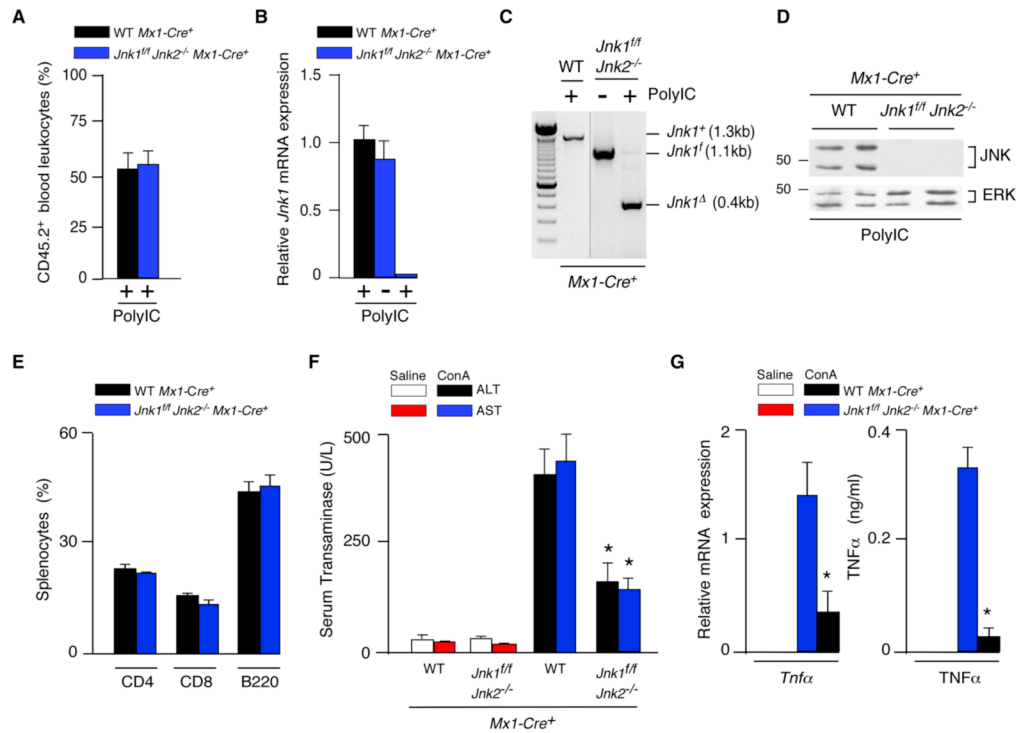 A
WT Mx1-Cre+
Jnk1f/f Jnk2-/- Mx1-Cre+
CD45.2+ blood leukocytes (%)
100
75
50
25
0
+ +
PolyIC
B
WT Mx1-Cre+
Jnk1f/f Jnk2-/- Mx1-Cre+
Relative Jnk1 mRNA expression
1.5
1.0
0.5
0
+ - +
PolyIC
C
Jnk1f/f
WT Jnk2-/-
+ - + PolyIC
Jnk1+ (1.3kb)
Jnk1f (1.1kb)
Jnk1Δ (0.4kb)
Mx1-Cre+
D
Mx1-Cre+
WT Jnk1f/f Jnk2-/-
50
JNK
50
ERK
PolyIC
E
WT Mx1-Cre+
Jnk1f/f Jnk2-/- Mx1-Cre+
Splenocytes (%)
60
30
0
CD4 CD8 B220
F
Saline ConA
ALT
AST
Serum Transaminase (U/L)
500
250
0
* *
WT Jnk1f/f WT Jnk1f/f
Jnk2-/- Jnk2-/-
Mx1-Cre+
G
Saline ConA
WT Mx1-Cre+
Jnk1f/f Jnk2-/- Mx1-Cre+
Relative mRNA expression
2
1
0
*
Tnfα
TNFα (ng/ml)
0.4
0.2
0
*
TNFα